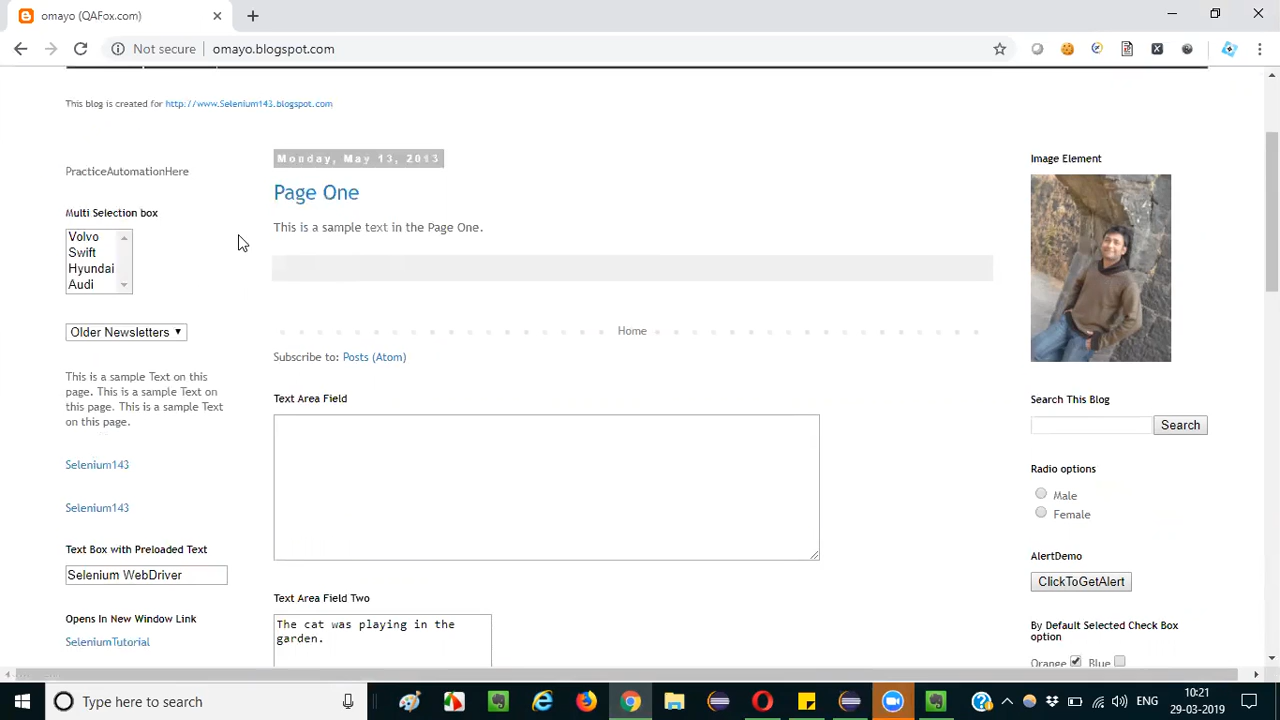 omayo (QAFox.com)
Not secure
omayo.blogspot.com
This blog is created for http://www.Selenium143.blogspot.com
PracticeAutomationHere
Multi Selection box
Volvo
Swift
Hyundai
Audi
Older Newsletters
This is a sample Text on this
page. This is a sample Text on
this page. This is a sample Text
on this page.
Selenium143
Selenium143
Text Box with Preloaded Text
Selenium WebDriver
Opens In New Window Link
SeleniumTutorial
Monday, May 13, 2013
Page One
This is a sample text in the Page One.
Home
Subscribe to: Posts (Atom)
Text Area Field
Text Area Field Two
The cat was playing in the
garden.
Image Element
Search This Blog
Search
Radio options
Male
Female
AlertDemo
ClickToGetAlert
By Default Selected Check Box
option
Orange Blue
Type here to search
ENG
10:21
29-03-2019